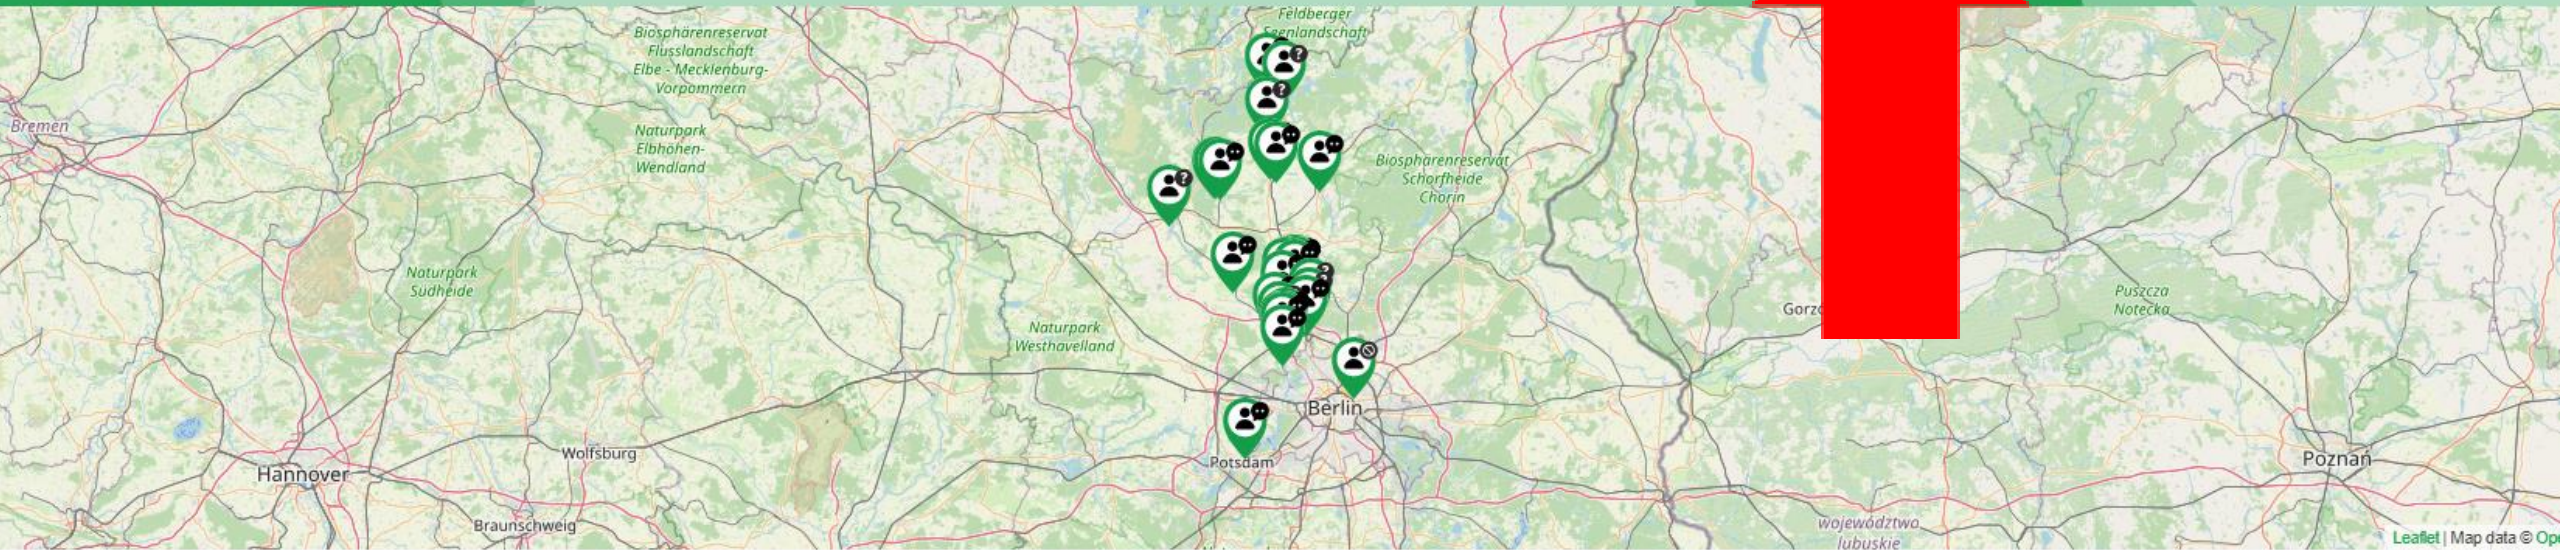 Feldberger
Seenlandschaft
Biosphärenreservat
Flusslandschaft
Elbe - Mecklenburg-
Vorpommern
Bremen
Naturpark
Elbhöhen-
Wendland
Biosphärenreservat
Schorfheide
Chorin
Naturpark
Südheide
Puszcza
Notecka
Naturpark
Westhavelland
Berlin
Wolfsburg
Potsdam
Poznań
Hannover
Braunschweig
województwo
lubuskie
Leaflet | Map data ©